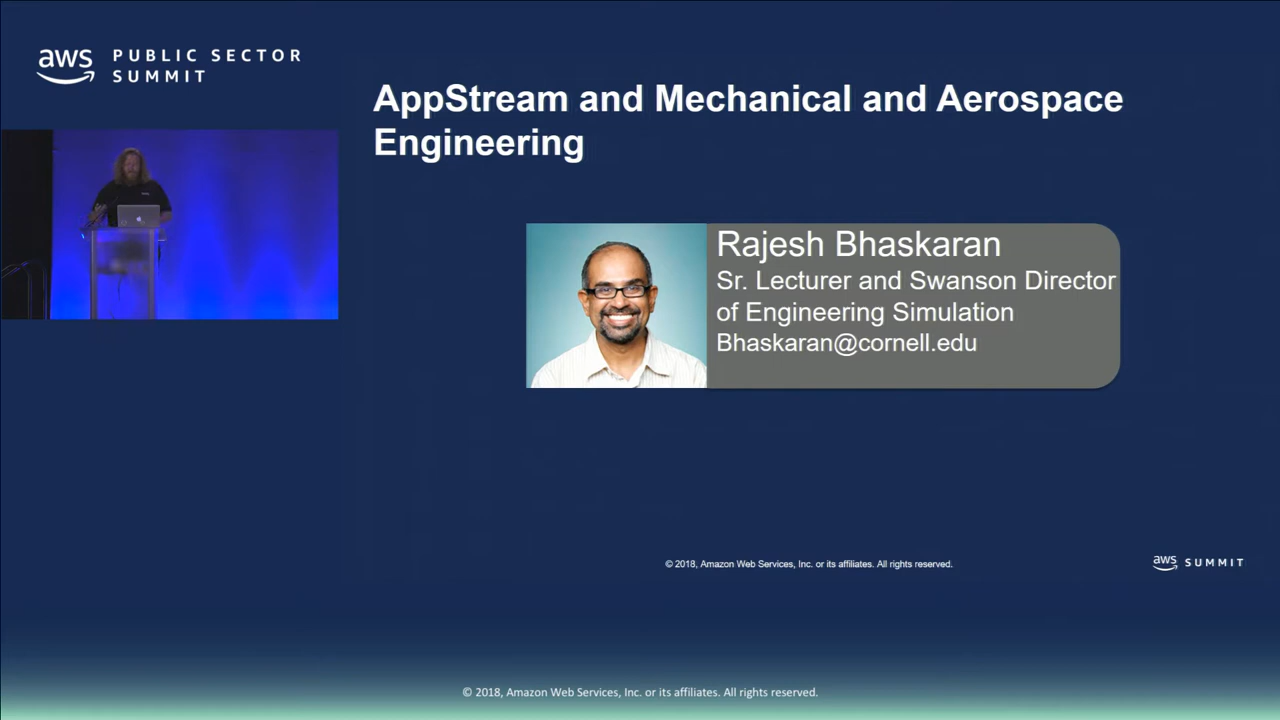 aws PUBLIC SECTOR
SUMMIT
AppStream and Mechanical and Aerospace
Engineering
Rajesh Bhaskaran
Sr. Lecturer and Swanson Director
of Engineering Simulation
Bhaskaran@cornell.edu
© 2018, Amazon Web Services, Inc. or its affiliates. All rights reserved.
aws SUMMIT
© 2018, Amazon Web Services, Inc. or its affiliates. All rights reserved.